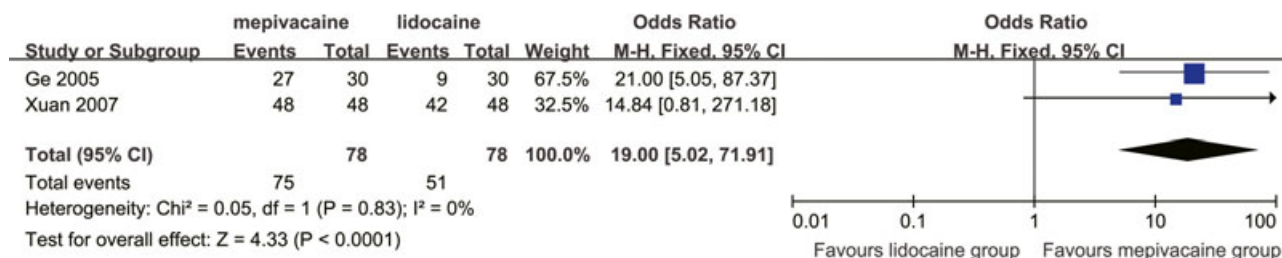 mepivacaine lidocaine Odds Ratio Odds Ratio
Study or Subgroup Events Total Events Total Weight M-H. Fixed. 95% CI M-H. Fixed. 95% CI
Ge 2005 27 30 9 30 67.5% 21.00 [5.05, 87.37]
Xuan 2007 48 48 42 48 32.5% 14.84 [0.81, 271.18]
Total (95% CI) 78 78 100.0% 19.00 [5.02, 71.91]
Total events 75 51
Heterogeneity: Chi² = 0.05, df = 1 (P = 0.83); I² = 0%
Test for overall effect: Z = 4.33 (P < 0.0001)
0.01 0.1 1 10 100
Favours lidocaine group Favours mepivacaine group